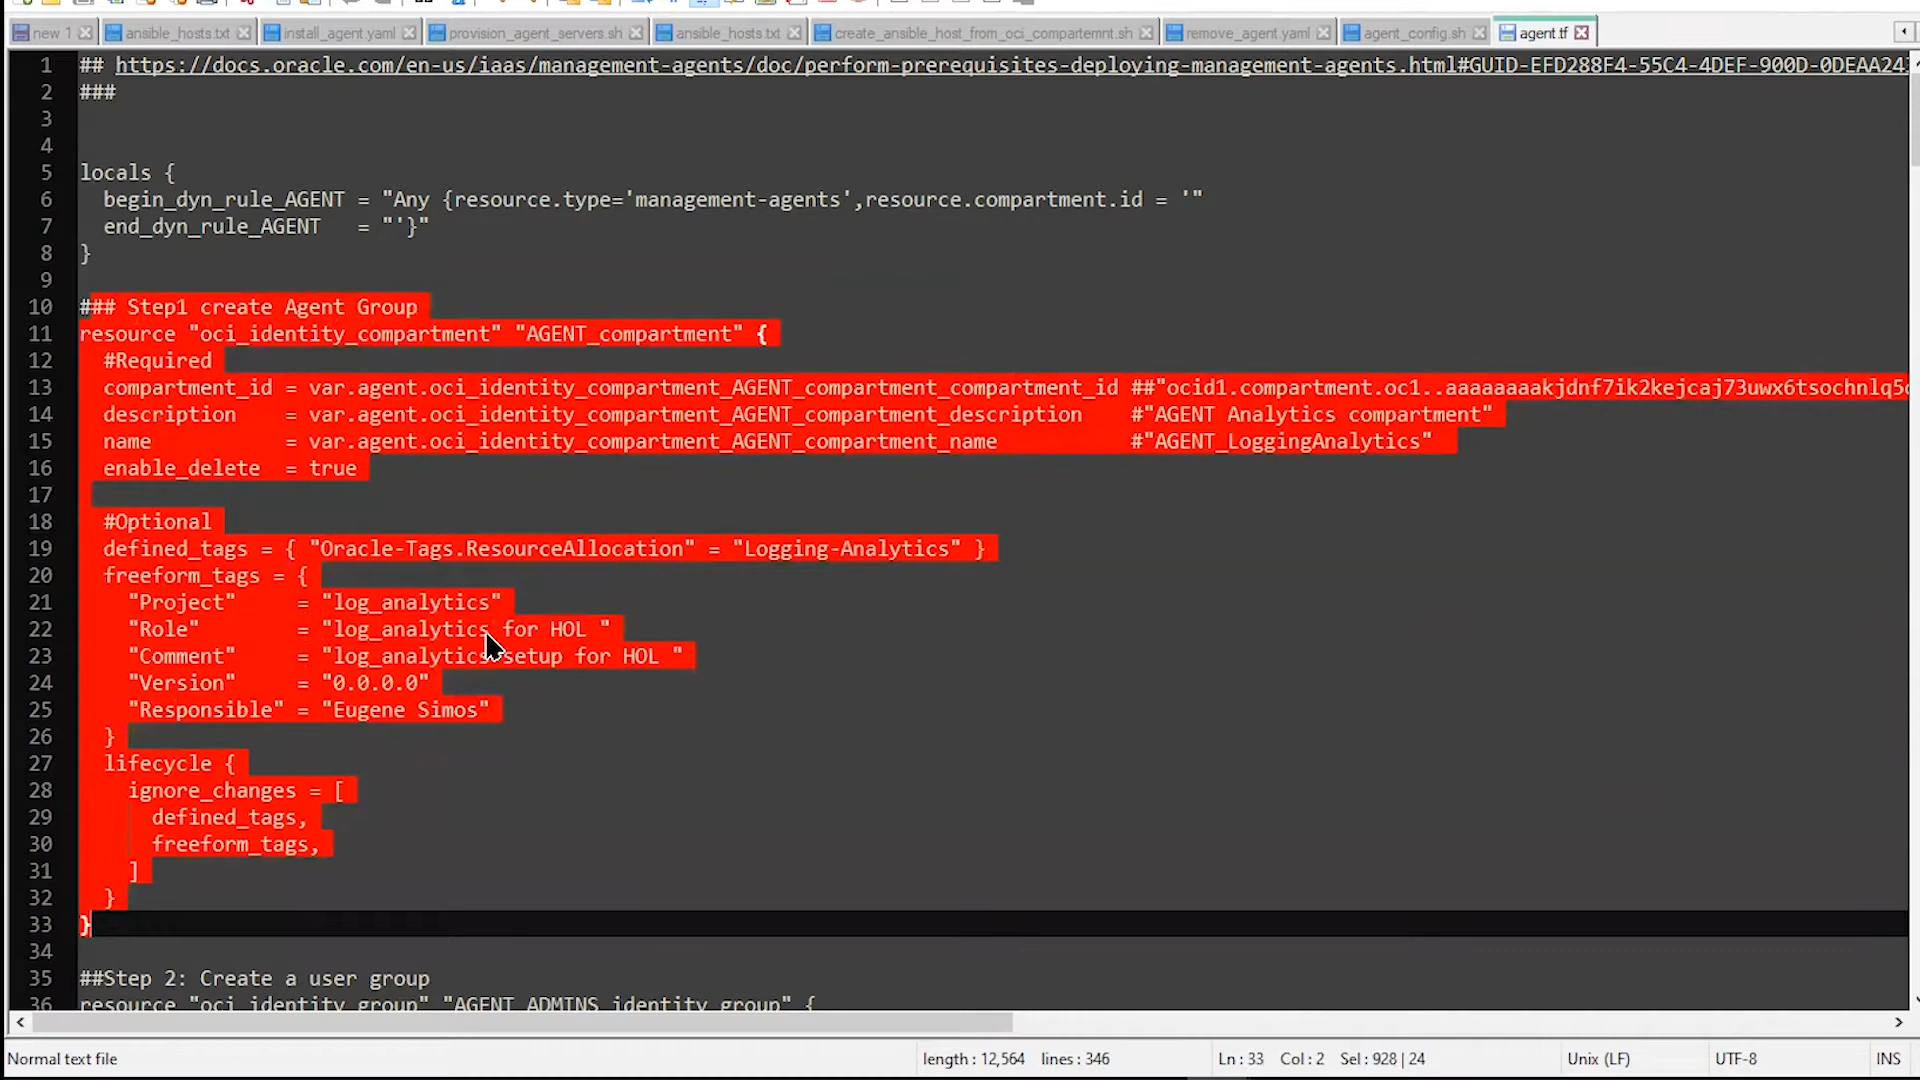 new 1
ansible_hosts.txt
install_agent.yaml
provision_agent_servers.sh
ansible_hosts.txt
create_ansible_host_from_oci_compartemnt.sh
remove_agent.yaml
agent_config.sh
agent.tf
1 ## https://docs.oracle.com/en-us/iaas/management-agents/doc/perform-prerequisites-deploying-management-agents.html#GUID-EFD288F4-55C4-4DEF-900D-0DEAA24
2 ###
3
4
5 locals {
6 begin_dyn_rule_AGENT = "Any {resource.type='management-agents',resource.compartment.id = '"
7 end_dyn_rule_AGENT = "'}"
8 }
9
10 ### Step1 create Agent Group
11 resource "oci_identity_compartment" "AGENT_compartment" {
12 #Required
13 compartment_id = var.agent.oci_identity_compartment_AGENT_compartment_compartment_id ##"ocid1.compartment.oc1..aaaaaaaakjdnf7ik2kejcaj73uwx6tsochnlq5
14 description = var.agent.oci_identity_compartment_AGENT_compartment_description #"AGENT Analytics compartment"
15 name = var.agent.oci_identity_compartment_AGENT_compartment_name #"AGENT_LoggingAnalytics"
16 enable_delete = true
17
18 #Optional
19 defined_tags = { "Oracle-Tags.ResourceAllocation" = "Logging-Analytics" }
20 freeform_tags = {
21 "Project" = "log_analytics"
22 "Role" = "log_analytics for HOL "
23 "Comment" = "log_analytics setup for HOL "
24 "Version" = "0.0.0.0"
25 "Responsible" = "Eugene Simos"
26 }
27 lifecycle {
28 ignore_changes = [
29 defined_tags,
30 freeform_tags,
31 ]
32 }
33 }
34
35 ##Step 2: Create a user group
36 resource "oci_identity_group" "AGENT_ADMINS_identity_group" {
Normal text file
length : 12,564 lines : 346
Ln : 33 Col : 2 Sel : 928 | 24
Unix (LF)
UTF-8
INS